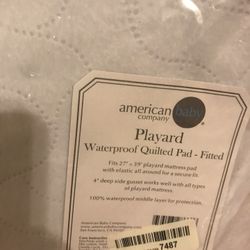 american baby
company
Playard
Waterproof Quilted Pad - Fitted
Fits 27" x 39" playard mattress pad
with elastic all around for a secure fit.
4" deep side gusset works well with all types
of playard mattress.
100% waterproof middle layer for protection.
American Baby Company
7487